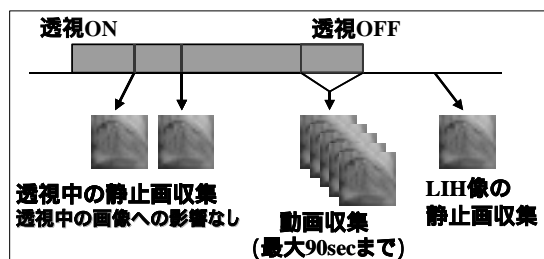 透視ON
透視OFF
透視中の静止画収集
透視中の画像への影響なし
動画収集
(最大90secまで)
LIH像の
静止画収集